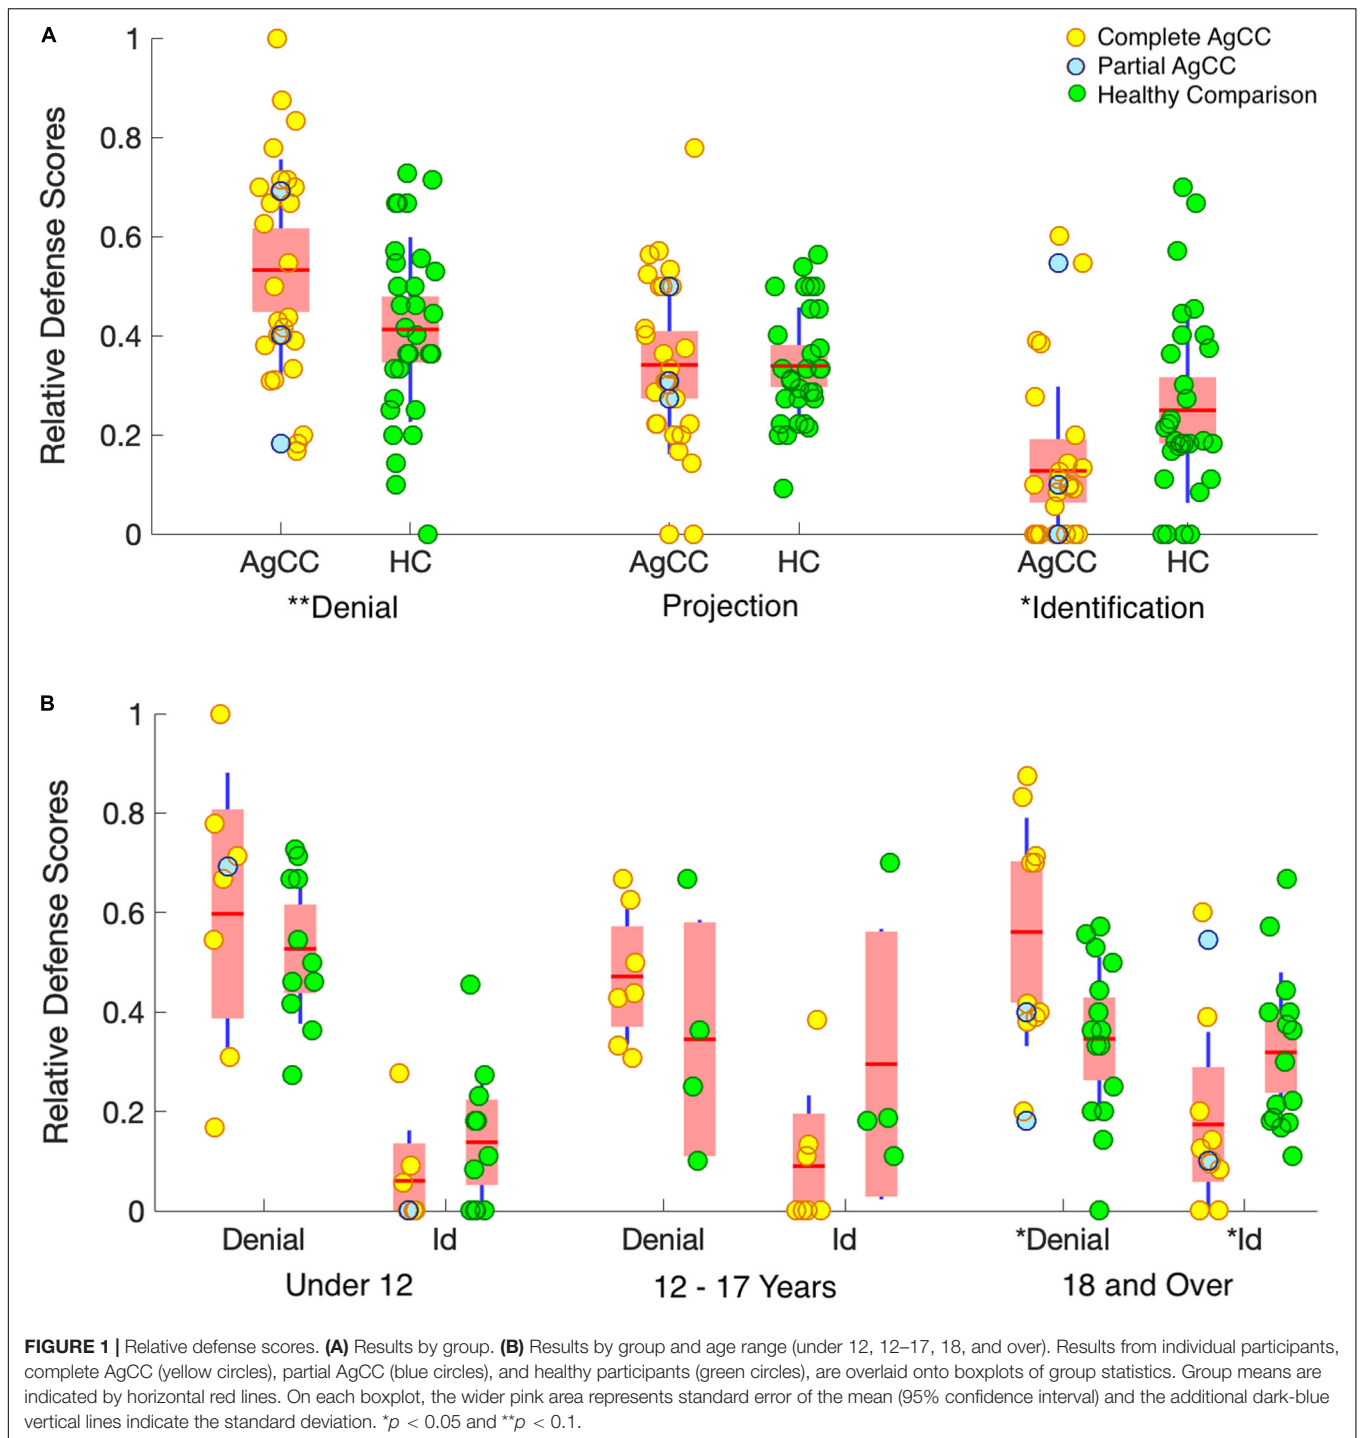 A
Complete AgCC
Partial AgCC
Healthy Comparison
Relative Defense Scores
1
0.8
0.6
0.4
0.2
0
AgCC HC AgCC HC AgCC HC
**Denial Projection *Identification
B
Relative Defense Scores
1
0.8
0.6
0.4
0.2
0
Denial Id Denial Id *Denial *Id
Under 12 12 - 17 Years 18 and Over
FIGURE 1 | Relative defense scores. (A) Results by group. (B) Results by group and age range (under 12, 12–17, 18, and over). Results from individual participants,
complete AgCC (yellow circles), partial AgCC (blue circles), and healthy participants (green circles), are overlaid onto boxplots of group statistics. Group means are
indicated by horizontal red lines. On each boxplot, the wider pink area represents standard error of the mean (95% confidence interval) and the additional dark-blue
vertical lines indicate the standard deviation. *p < 0.05 and **p < 0.1.